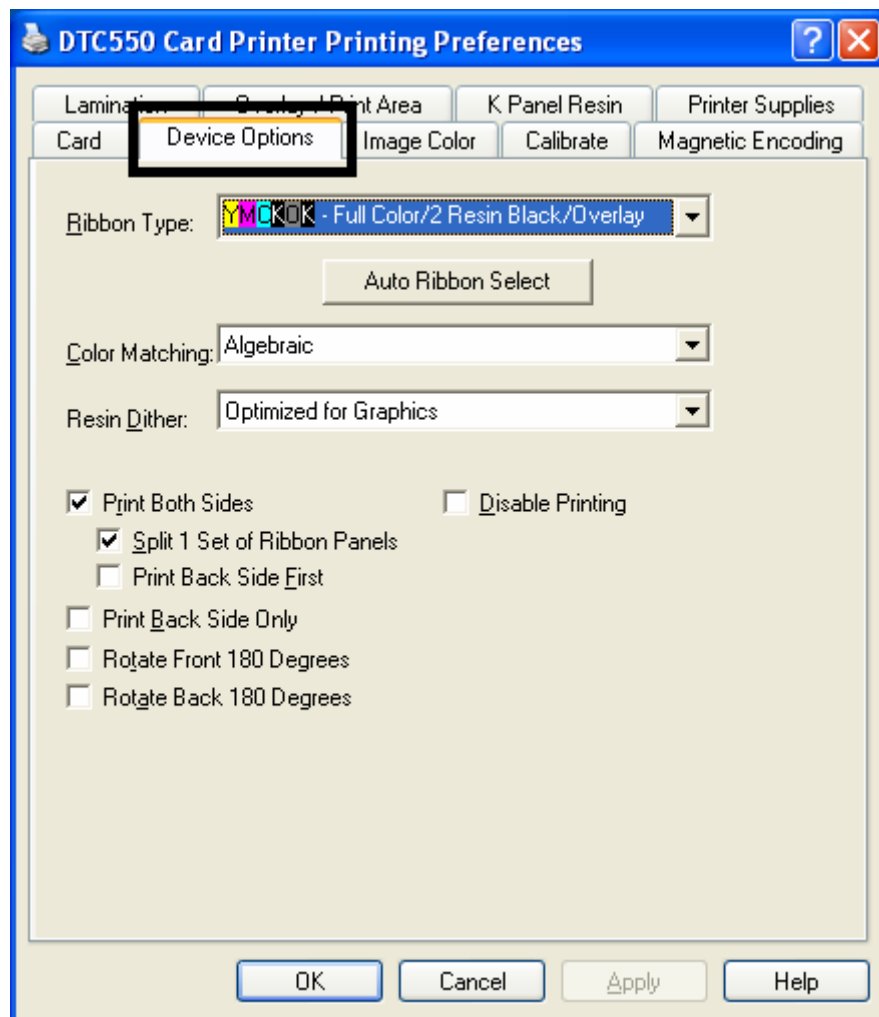 DTC550 Card Printer Printing Preferences
Lamination Overlay / Print Area K Panel Resin Printer Supplies
Card Device Options Image Color Calibrate Magnetic Encoding
Ribbon Type: YMCKOK - Full Color/2 Resin Black/Overlay
Auto Ribbon Select
Color Matching: Algebraic
Resin Dither: Optimized for Graphics
Print Both Sides Disable Printing
Split 1 Set of Ribbon Panels
Print Back Side First
Print Back Side Only
Rotate Front 180 Degrees
Rotate Back 180 Degrees
OK Cancel Apply Help